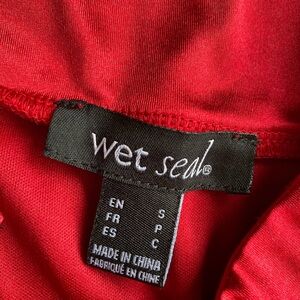 wet seal®
EN S
FR P
ES C
MADE IN CHINA
FABRIQUÉ EN CHINE